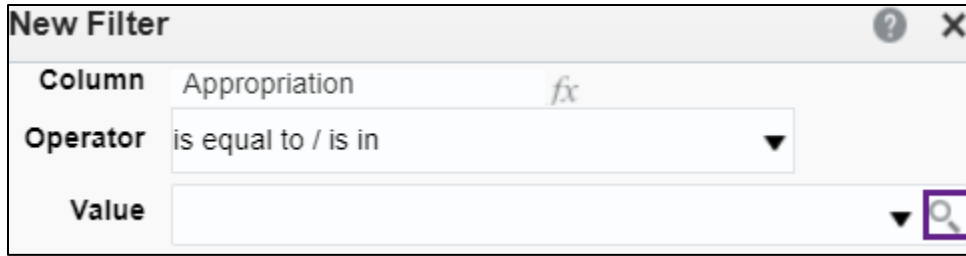 New Filter ?
Column Appropriation fx
Operator is equal to / is in
Value